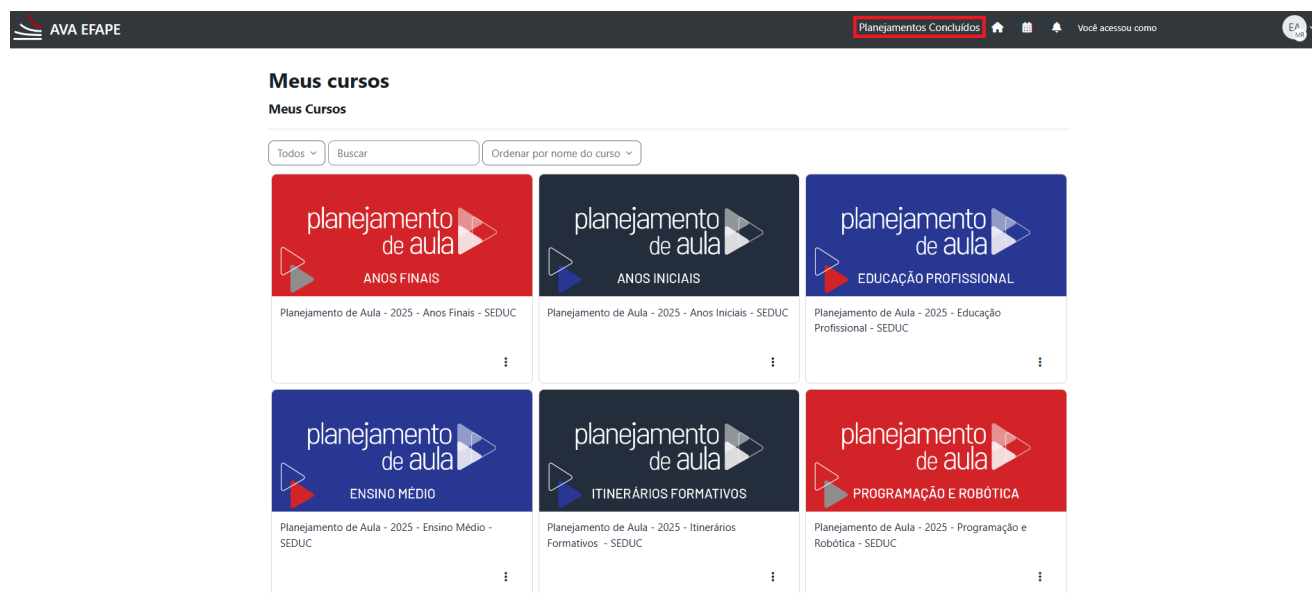 AVA EFAPE
Planejamentos Concluídos
Você acessou como
EA
MR
Meus cursos
Meus Cursos
Todos
Buscar
Ordenar por nome do curso
planejamento
de aula
ANOS FINAIS
planejamento
de aula
ANOS INICIAIS
planejamento
de aula
EDUCAÇÃO PROFISSIONAL
Planejamento de Aula - 2025 - Anos Finais - SEDUC
Planejamento de Aula - 2025 - Anos Iniciais - SEDUC
Planejamento de Aula - 2025 - Educação
Profissional - SEDUC
planejamento
de aula
ENSINO MÉDIO
planejamento
de aula
ITINERÁRIOS FORMATIVOS
planejamento
de aula
PROGRAMAÇÃO E ROBÓTICA
Planejamento de Aula - 2025 - Ensino Médio -
SEDUC
Planejamento de Aula - 2025 - Itinerários
Formativos - SEDUC
Planejamento de Aula - 2025 - Programação e
Robótica - SEDUC